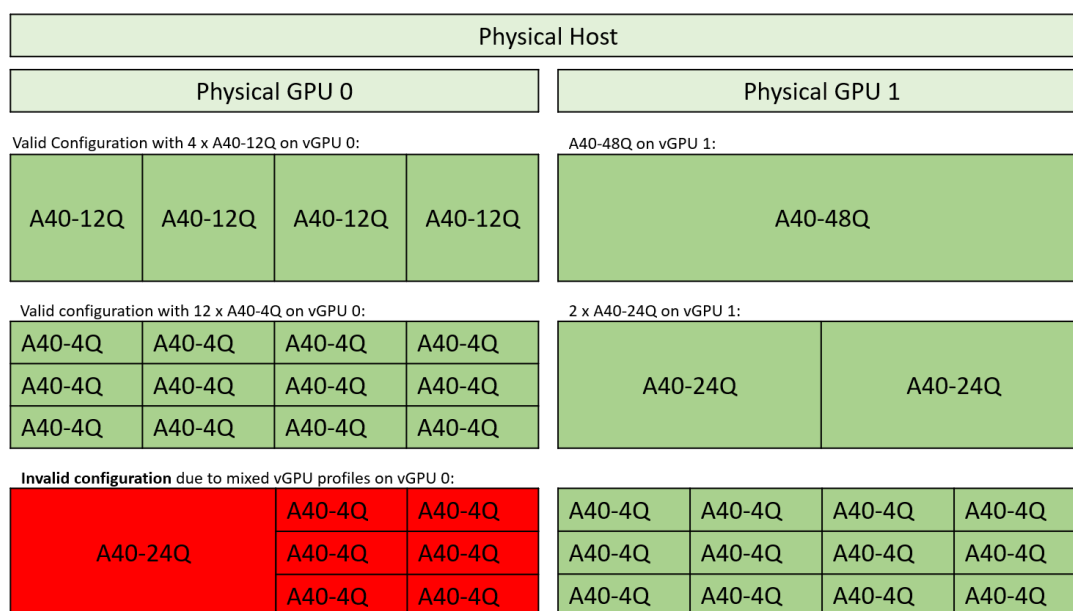 Physical Host
Physical GPU 0
Physical GPU 1
Valid Configuration with 4 x A40-12Q on vGPU 0:
A40-48Q on vGPU 1:
A40-12Q A40-12Q A40-12Q A40-12Q
A40-48Q
Valid configuration with 12 x A40-4Q on vGPU 0:
2 x A40-24Q on vGPU 1:
A40-4Q A40-4Q A40-4Q A40-4Q
A40-4Q A40-4Q A40-4Q A40-4Q
A40-4Q A40-4Q A40-4Q A40-4Q
A40-24Q A40-24Q
Invalid configuration due to mixed vGPU profiles on vGPU 0:
A40-24Q
A40-4Q A40-4Q
A40-4Q A40-4Q
A40-4Q A40-4Q
A40-4Q A40-4Q A40-4Q A40-4Q
A40-4Q A40-4Q A40-4Q A40-4Q
A40-4Q A40-4Q A40-4Q A40-4Q